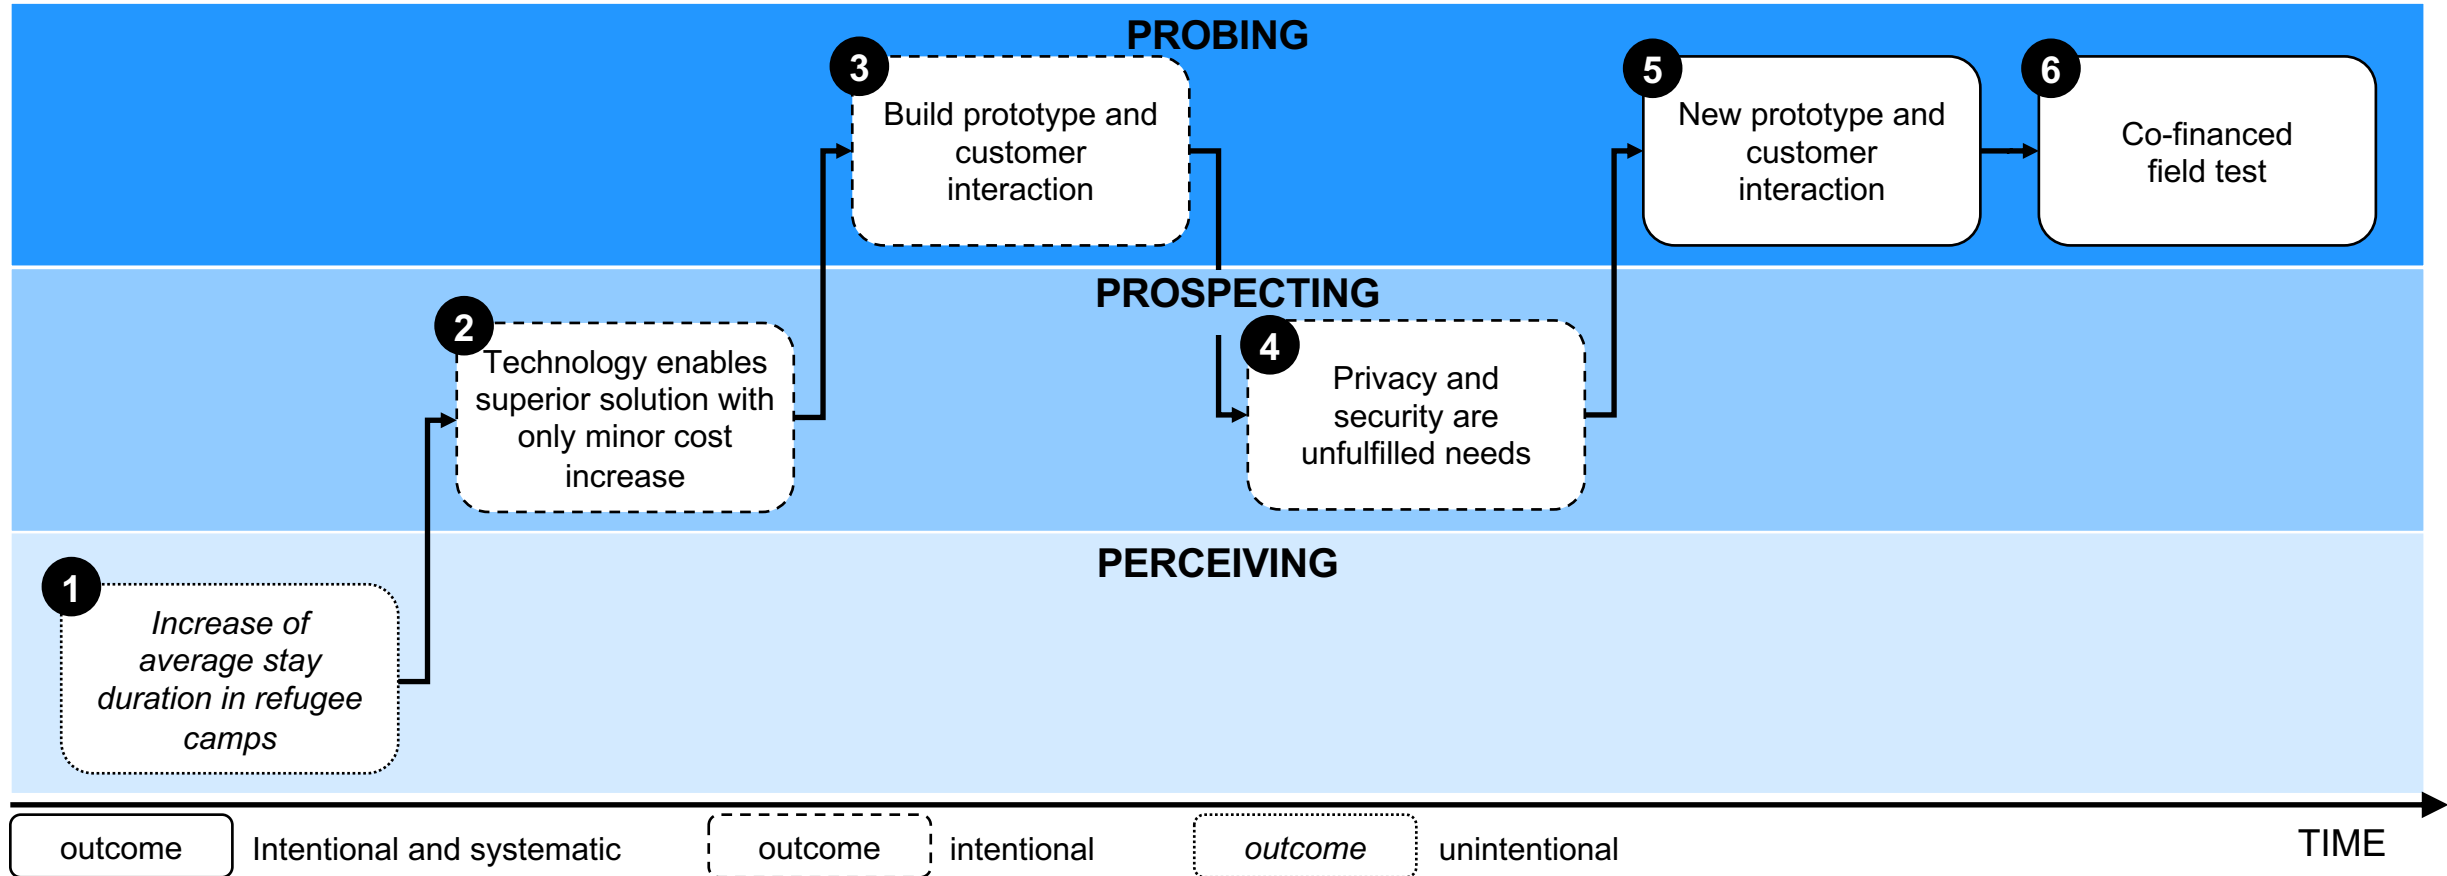 PROBING
3
Build prototype and
customer
interaction
5
New prototype and
customer
interaction
6
Co-financed
field test
PROSPECTING
2
Technology enables
superior solution with
only minor cost
increase
4
Privacy and
security are
unfulfilled needs
PERCEIVING
1
Increase of
average stay
duration in refugee
camps
outcome Intentional and systematic
outcome intentional
outcome unintentional
TIME